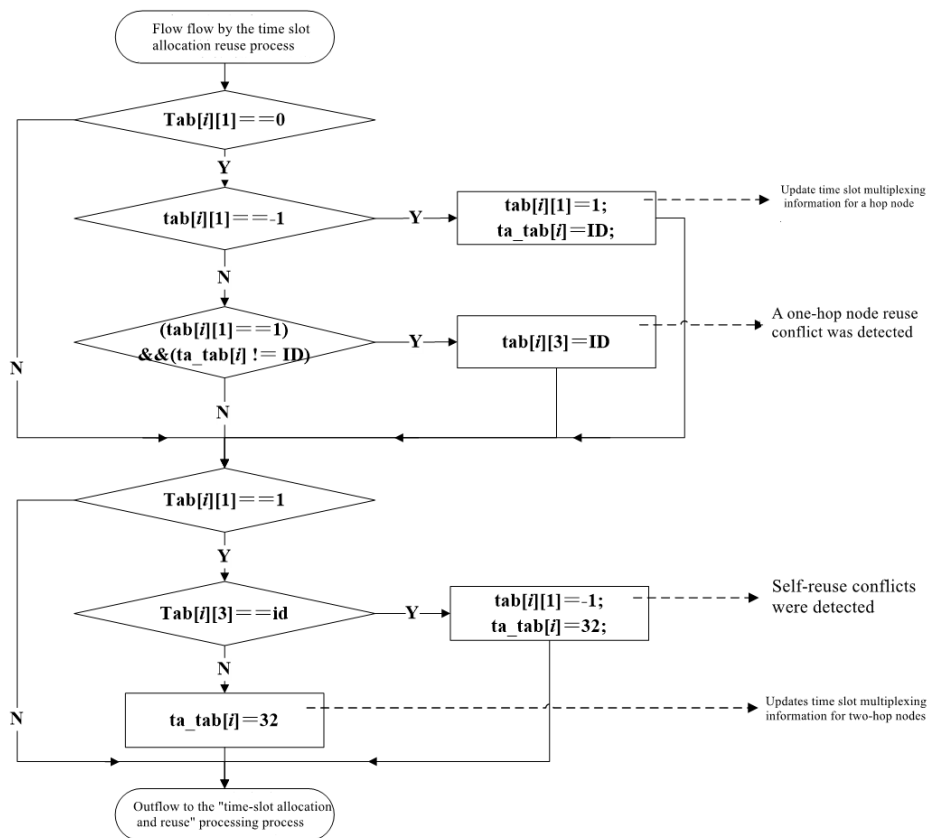 Flow flow by the time slot
allocation reuse process
Tab[i][1]==0
Y
tab[i][1]==-1
Y
tab[i][1]=1;
ta_tab[i]=ID;
Update time slot multiplexing
information for a hop node
N
(tab[i][1]==1)
&&(ta_tab[i] != ID)
Y
tab[i][3]=ID
A one-hop node reuse
conflict was detected
N
N
Tab[i][1]==1
Y
Tab[i][3]==id
Y
tab[i][1]=-1;
ta_tab[i]=32;
Self-reuse conflicts
were detected
N
N
ta_tab[i]=32
Updates time slot multiplexing
information for two-hop nodes
Outflow to the "time-slot allocation
and reuse" processing process